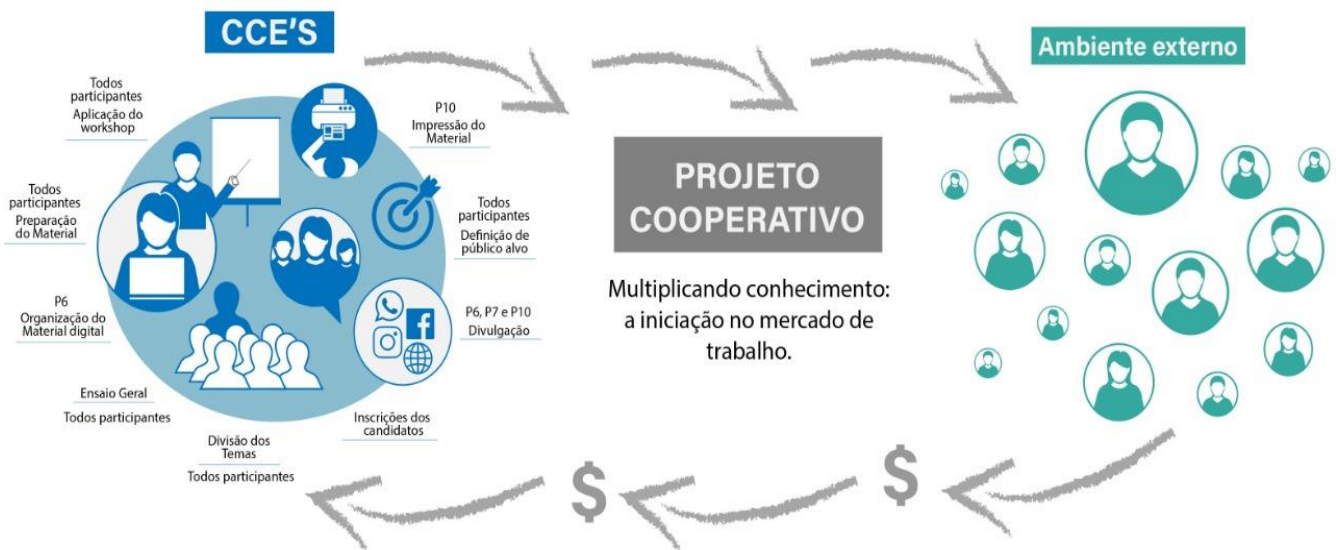 CCE'S
Todos
participantes
Aplicação do
workshop
P10
Impressão do
Material
Todos
participantes
Preparação
do Material
Todos
participantes
Definição de
público alvo
P6
Organização do
Material digital
P6, P7 e P10
Divulgação
Ensaio Geral
Todos participantes
Divisão dos
Temas
Todos participantes
Inscrições dos
candidatos
PROJETO
COOPERATIVO
Multiplicando conhecimento:
a iniciação no mercado de
trabalho.
Ambiente externo
$
$